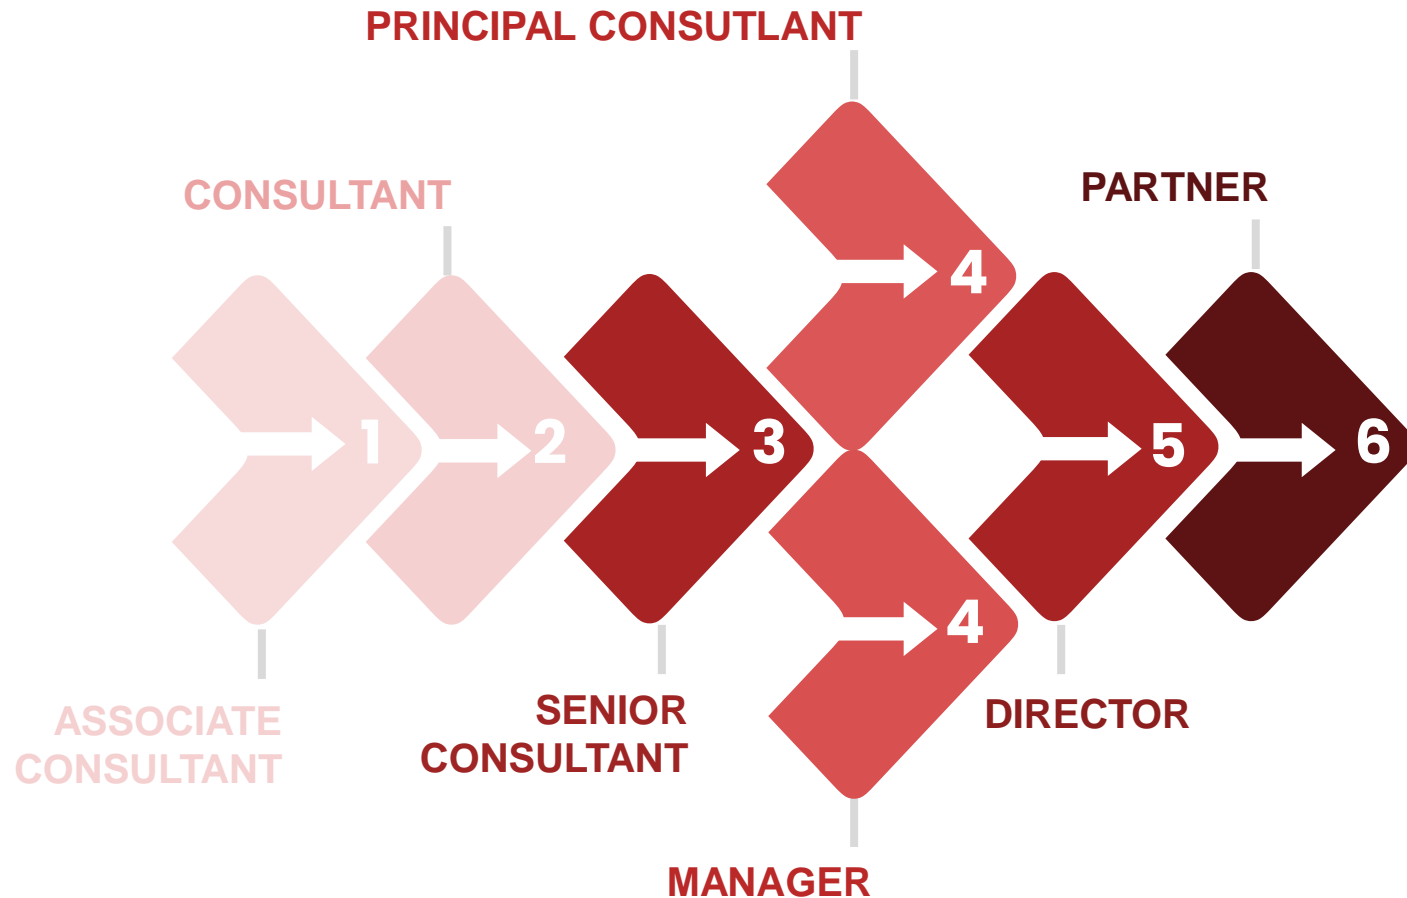 PRINCIPAL CONSUTLANT
CONSULTANT
PARTNER
4
1
2
3
5
6
4
ASSOCIATE
CONSULTANT
SENIOR
CONSULTANT
DIRECTOR
MANAGER